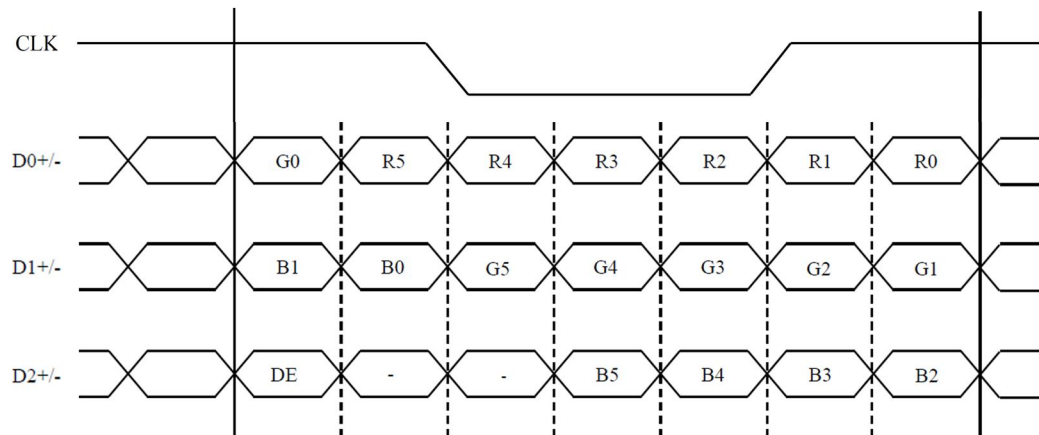 CLK
D0+/- G0 R5 R4 R3 R2 R1 R0
D1+/- B1 B0 G5 G4 G3 G2 G1
D2+/- DE - - B5 B4 B3 B2